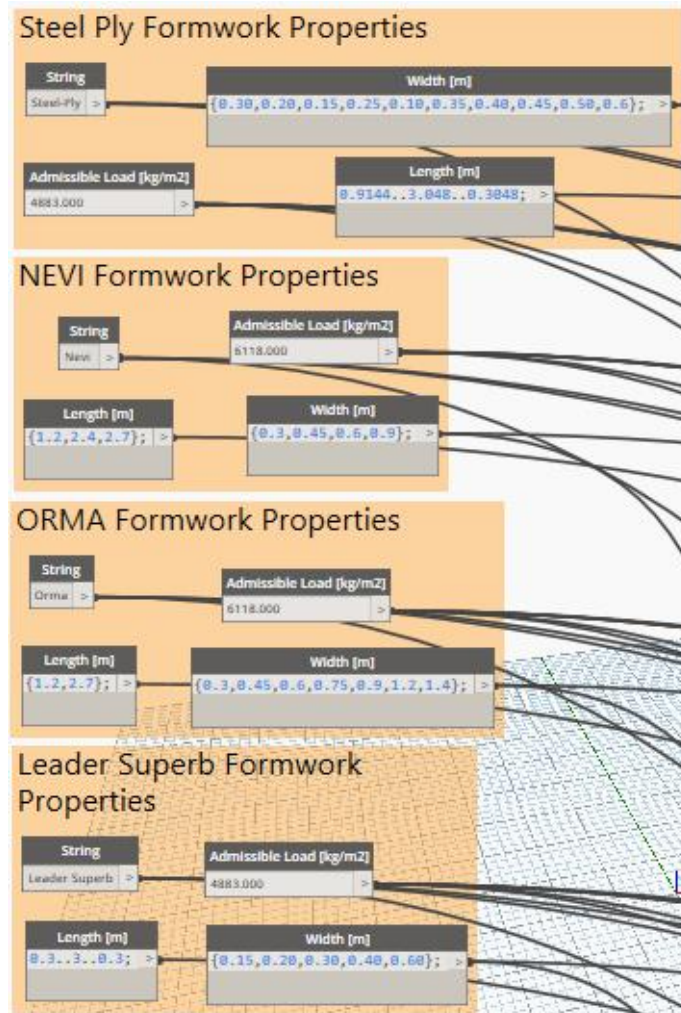 Steel Ply Formwork Properties
String
Steel-Ply >
Width [m]
{0.30,0.20,0.15,0.25,0.10,0.35,0.40,0.45,0.50,0.6}; >
Admissible Load [kg/m2]
4883.000 >
Length [m]
0.9144..3.048..0.3048; >
NEVI Formwork Properties
String
Nevi >
Admissible Load [kg/m2]
6118.000 >
Length [m]
{1.2,2.4,2.7}; >
Width [m]
{0.3,0.45,0.6,0.9}; >
ORMA Formwork Properties
String
Orma >
Admissible Load [kg/m2]
6118.000 >
Length [m]
{1.2,2.7}; >
Width [m]
{0.3,0.45,0.6,0.75,0.9,1.2,1.4}; >
Leader Superb Formwork
Properties
String
Leader Superb >
Admissible Load [kg/m2]
4883.000 >
Length [m]
0.3..3..0.3; >
Width [m]
{0.15,0.20,0.30,0.40,0.60}; >